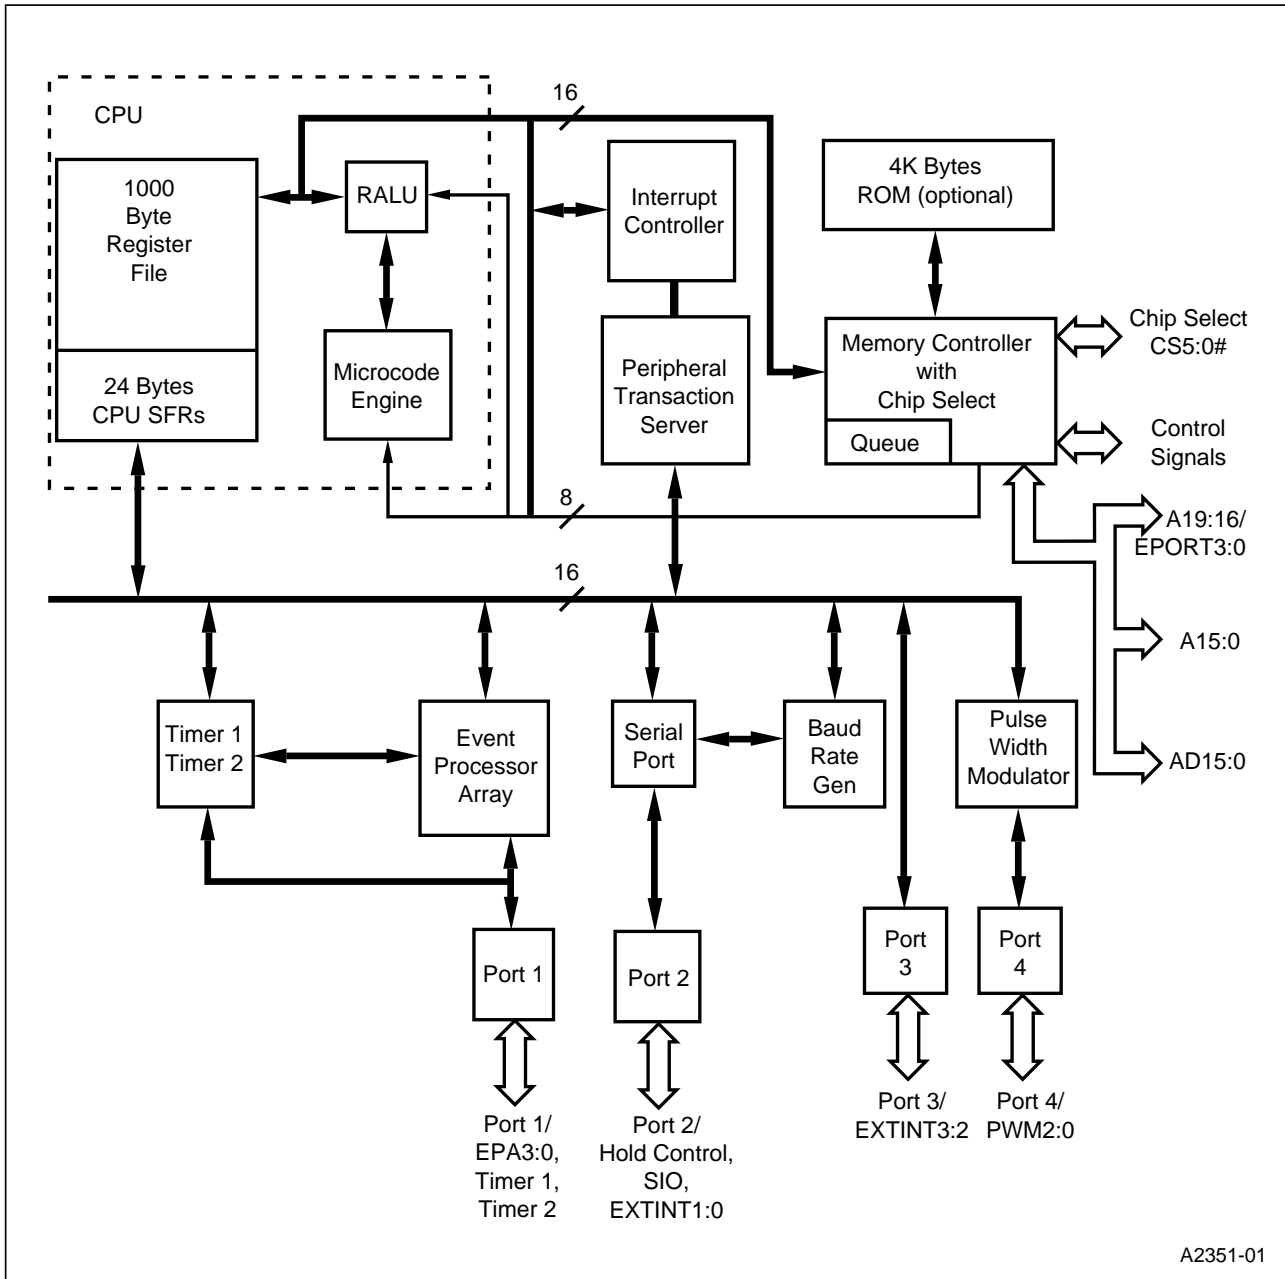 CPU
16
1000
Byte
Register
File
RALU
Interrupt
Controller
4K Bytes
ROM (optional)
24 Bytes
CPU SFRs
Microcode
Engine
Peripheral
Transaction
Server
Memory Controller
with
Chip Select
Queue
Chip Select
CS5:0#
Control
Signals
8
A19:16/
EPORT3:0
16
A15:0
AD15:0
Timer 1
Timer 2
Event
Processor
Array
Serial
Port
Baud
Rate
Gen
Pulse
Width
Modulator
Port 1
Port 2
Port
3
Port
4
Port 1/
EPA3:0,
Timer 1,
Timer 2
Port 2/
Hold Control,
SIO,
EXTINT1:0
Port 3/
EXTINT3:2
Port 4/
PWM2:0
A2351-01